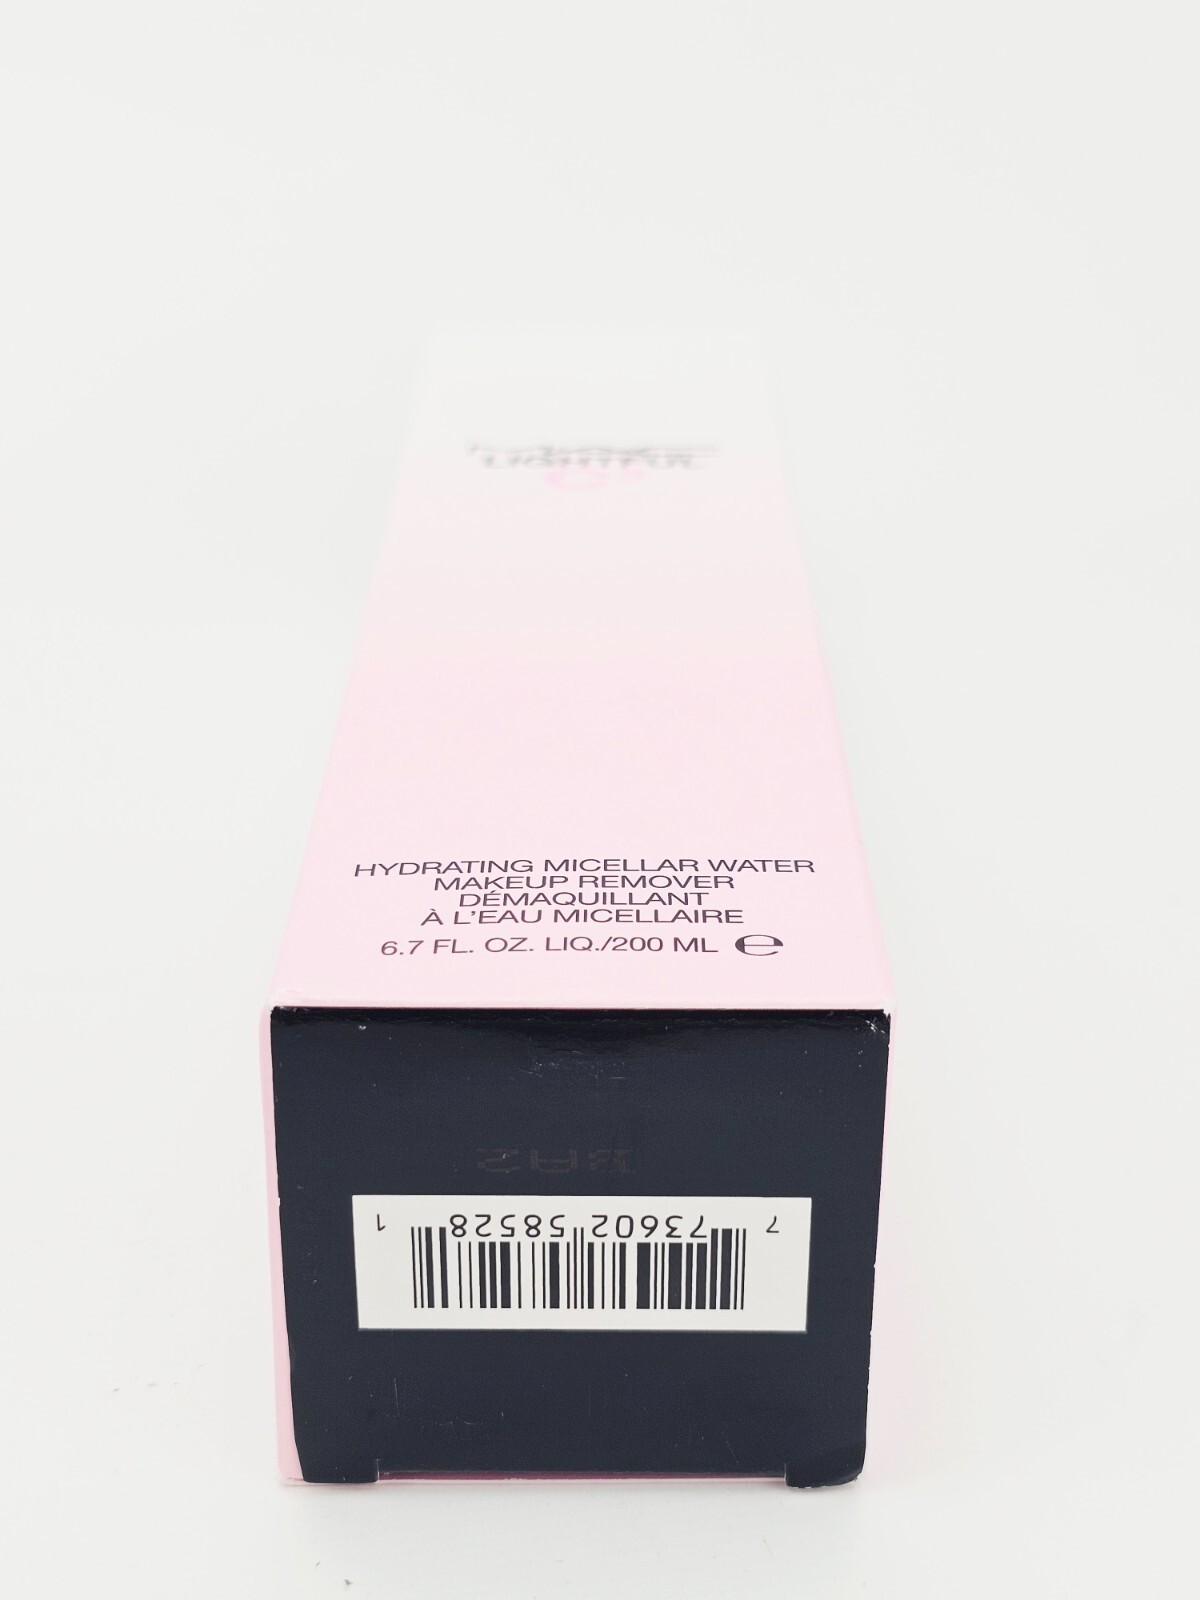 LIGHTFUL
HYDRATING MICELLAR WATER
MAKEUP REMOVER
DÉMAQUILLANT
À L'EAU MICELLAIRE
6.7 FL. OZ. LIQ./200 ML ℮
7 73602 58528 1